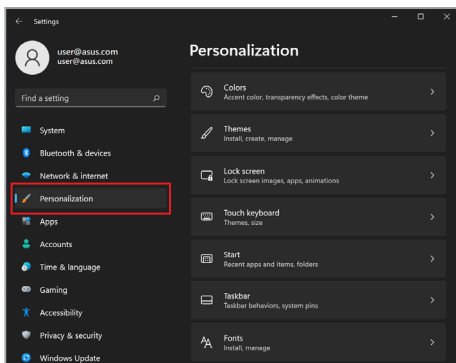 Settings
user@asus.com
user@asus.com
Find a setting
System
Bluetooth & devices
Network & internet
Personalization
Apps
Accounts
Time & language
Gaming
Accessibility
Privacy & security
Windows Update
Personalization
Colors
Accent color, transparency effects, color theme
Themes
Install, create, manage
Lock screen
Lock screen images, apps, animations
Touch keyboard
Themes, size
Start
Recent apps and items, folders
Taskbar
Taskbar behaviors, system pins
Fonts
Install, manage